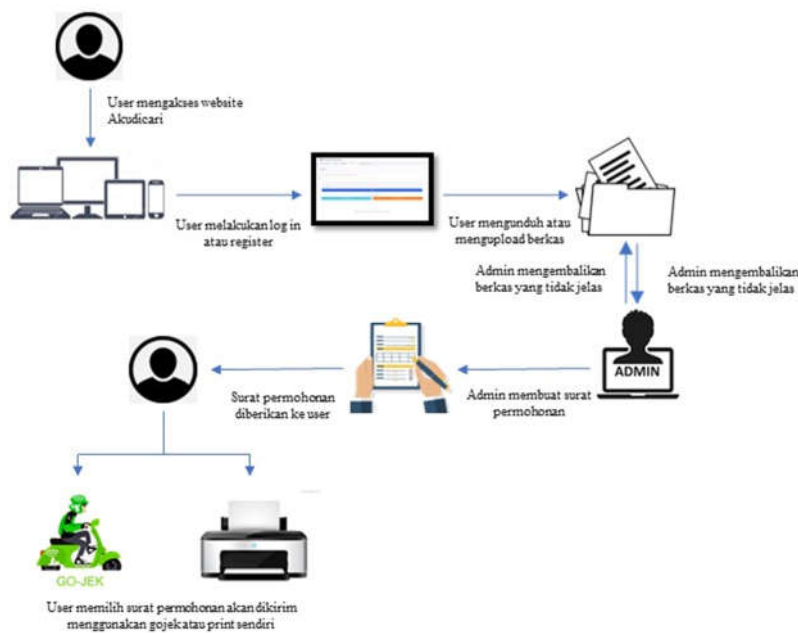 User mengakses website
Akudicari
User melakukan log in
atau register
User mengunduh atau
mengupload berkas
Admin mengembalikan
berkas yang tidak jelas
Admin mengembalikan
berkas yang tidak jelas
ADMIN
Admin membuat surat
permohonan
Surat permohonan
diberikan ke user
GO-JEK
User memilih surat permohonan akan dikirim
menggunakan gojek atau print sendiri